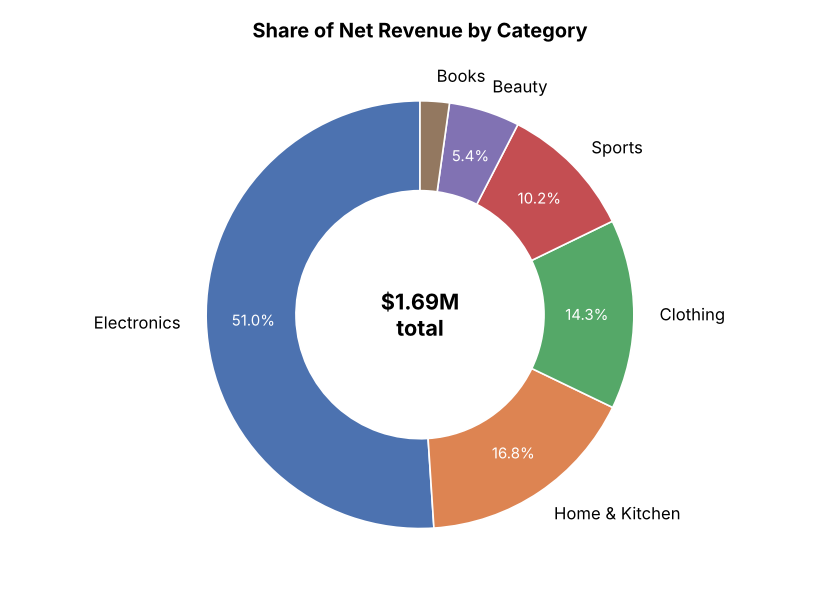 Share of Net Revenue by Category
Books
Beauty
5.4%
Sports
10.2%
$1.69M
total
Clothing
14.3%
Electronics
51.0%
16.8%
Home & Kitchen